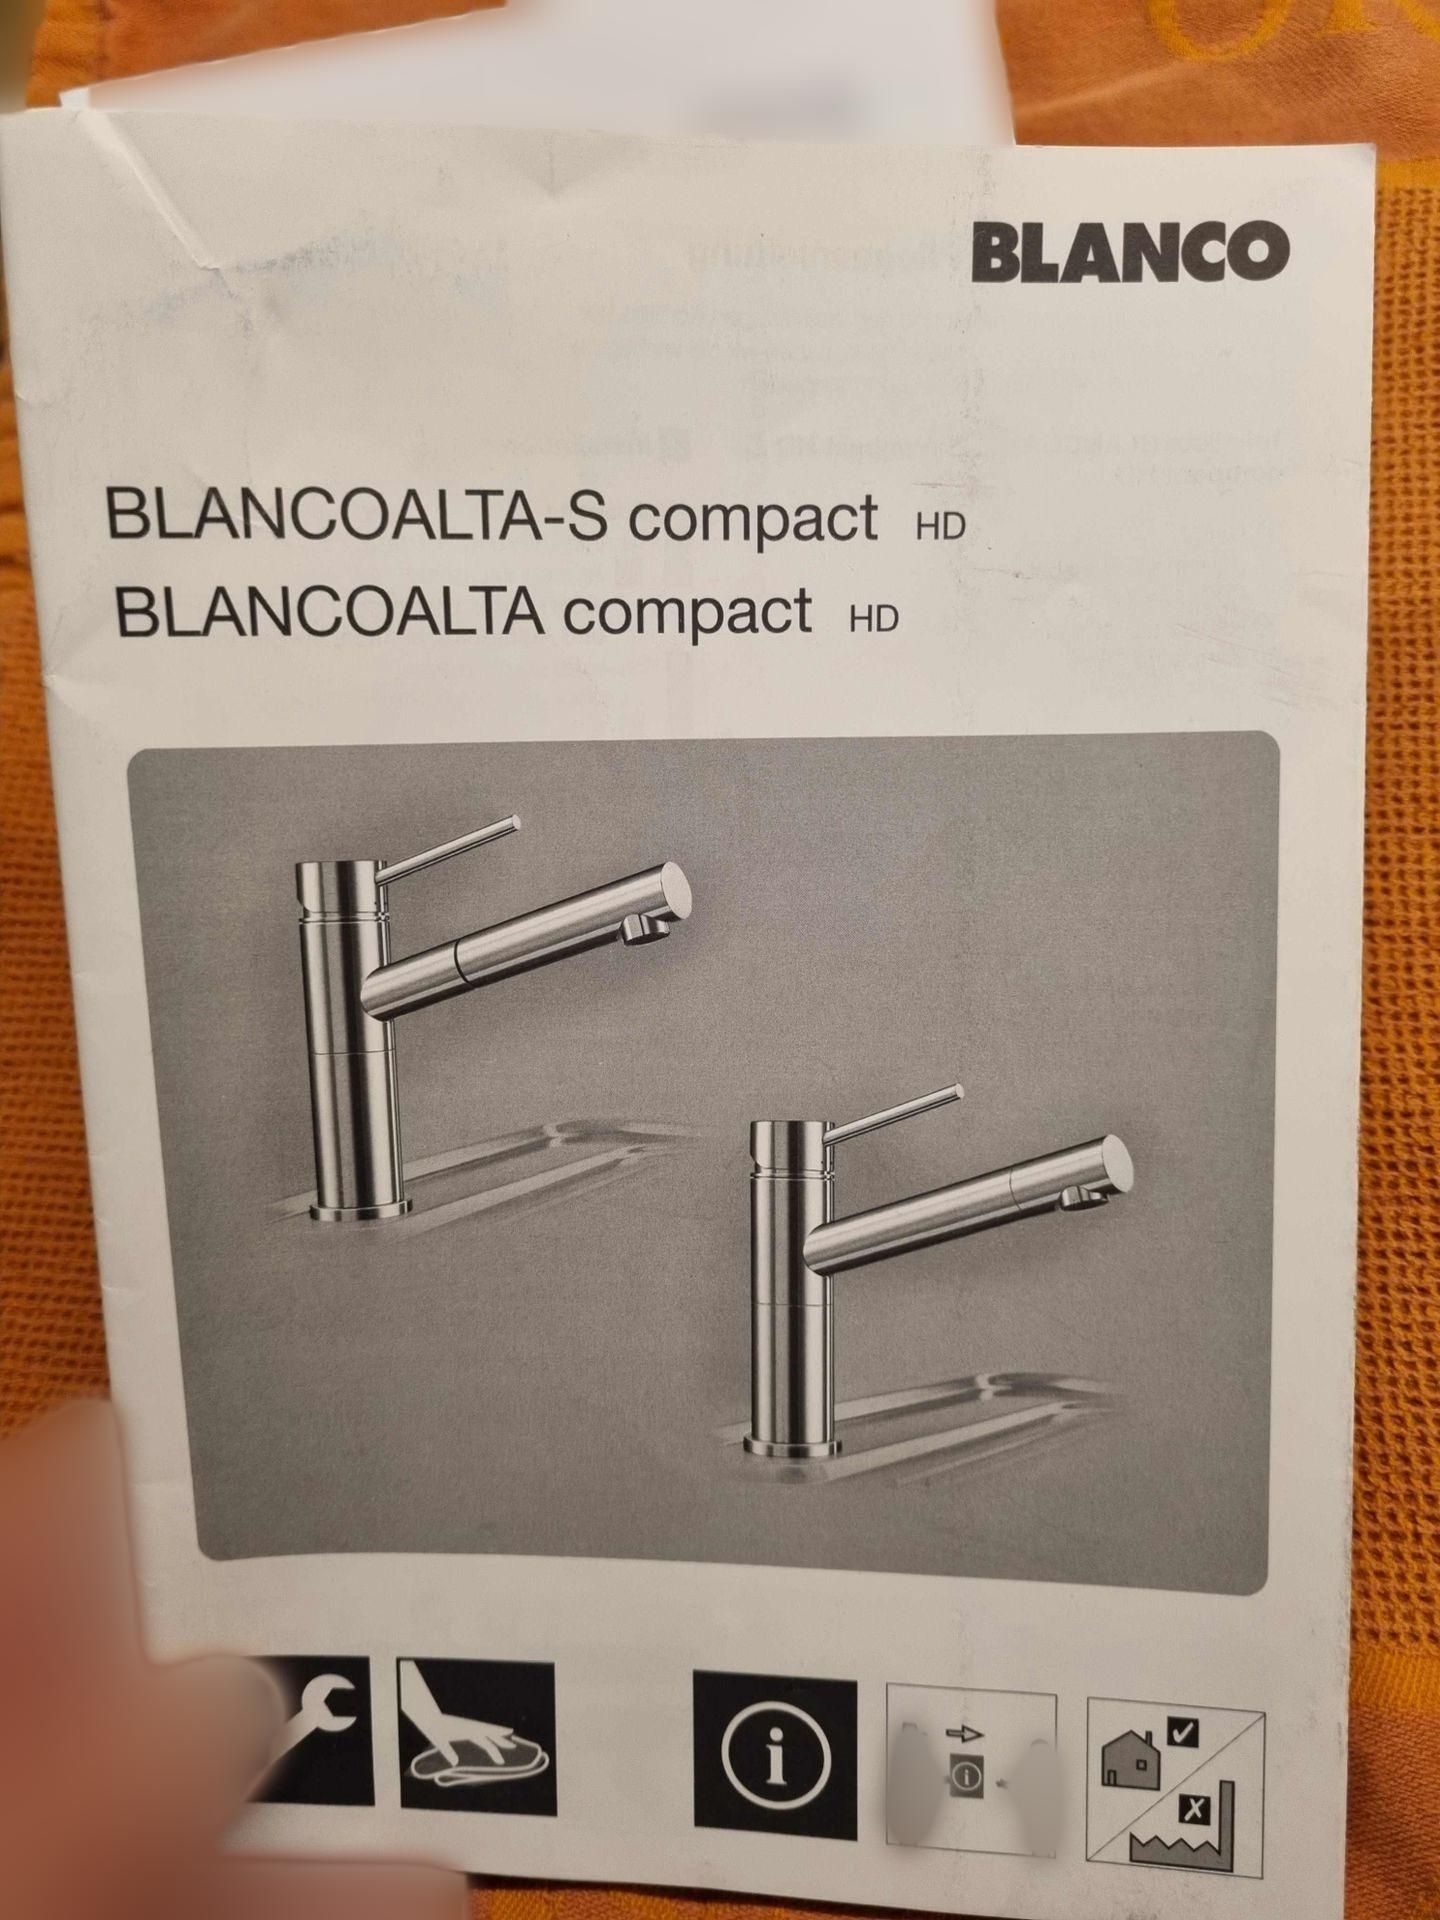 BLANCO
BLANCOALTA-S compact HD
BLANCOALTA compact HD
i
i